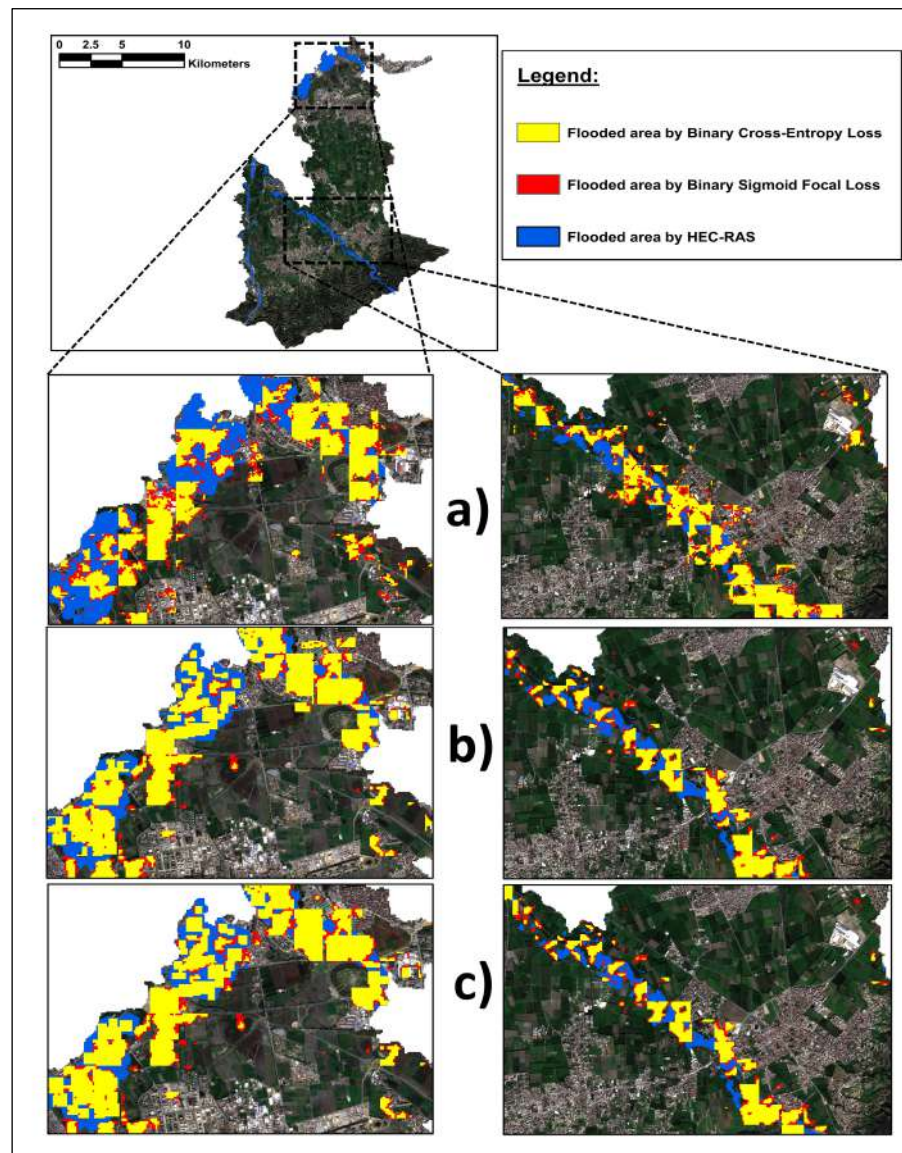 0 2.5 5 10
Kilometers
Legend:
Flooded area by Binary Cross-Entropy Loss
Flooded area by Binary Sigmoid Focal Loss
Flooded area by HEC-RAS
a)
b)
c)